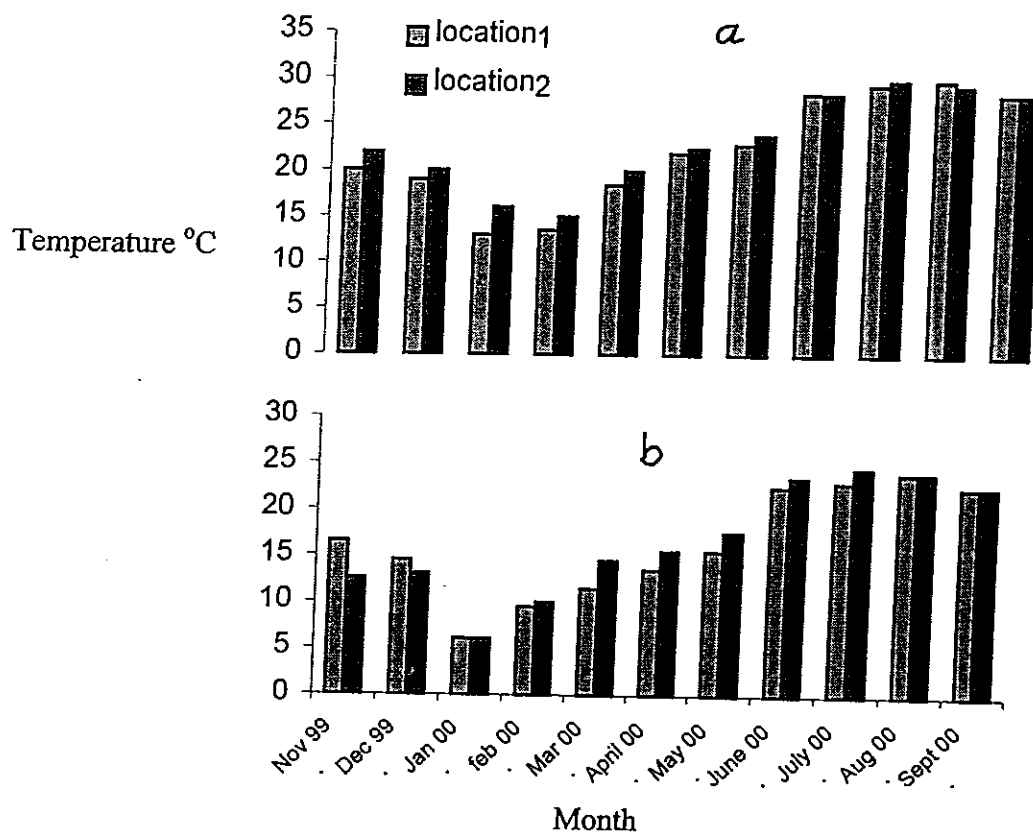 35
30
25
20
15
10
5
0
location1
location2
a
Temperature °C
30
25
20
15
10
5
0
b
Nov 99
Dec 99
Jan 00
feb 00
Mar 00
April 00
May 00
June 00
July 00
Aug 00
Sept 00
Month